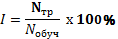 I = Nтр / Nобуч x 100%